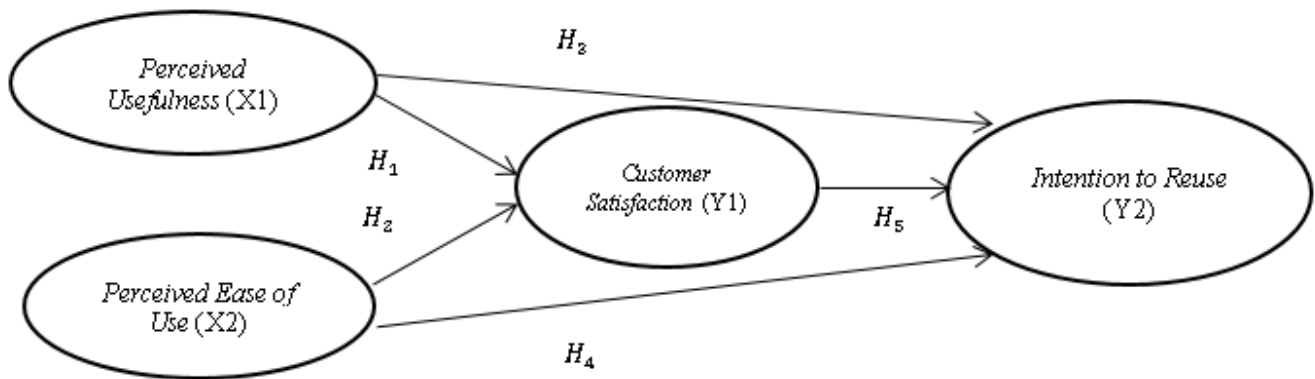 H₃
Perceived
Usefulness (X1)
H₁
Customer
Satisfaction (Y1)
Intention to Reuse
(Y2)
H₂
H₅
Perceived Ease of
Use (X2)
H₄